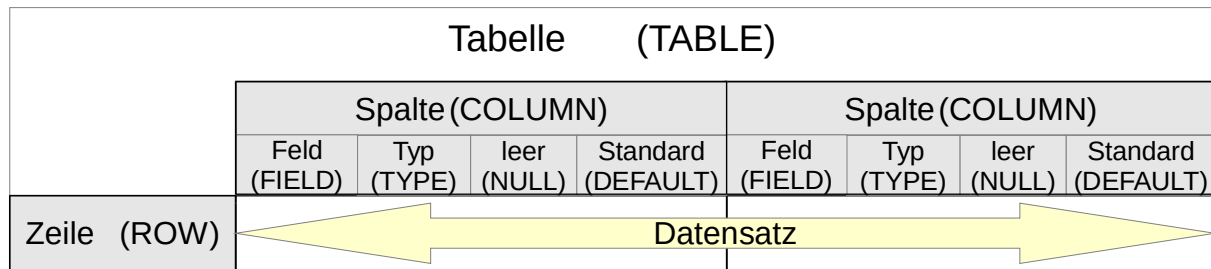 Tabelle (TABLE)
Spalte (COLUMN) Spalte (COLUMN)
Feld Typ leer Standard Feld Typ leer Standard
(FIELD) (TYPE) (NULL) (DEFAULT) (FIELD) (TYPE) (NULL) (DEFAULT)
Zeile (ROW) Datensatz